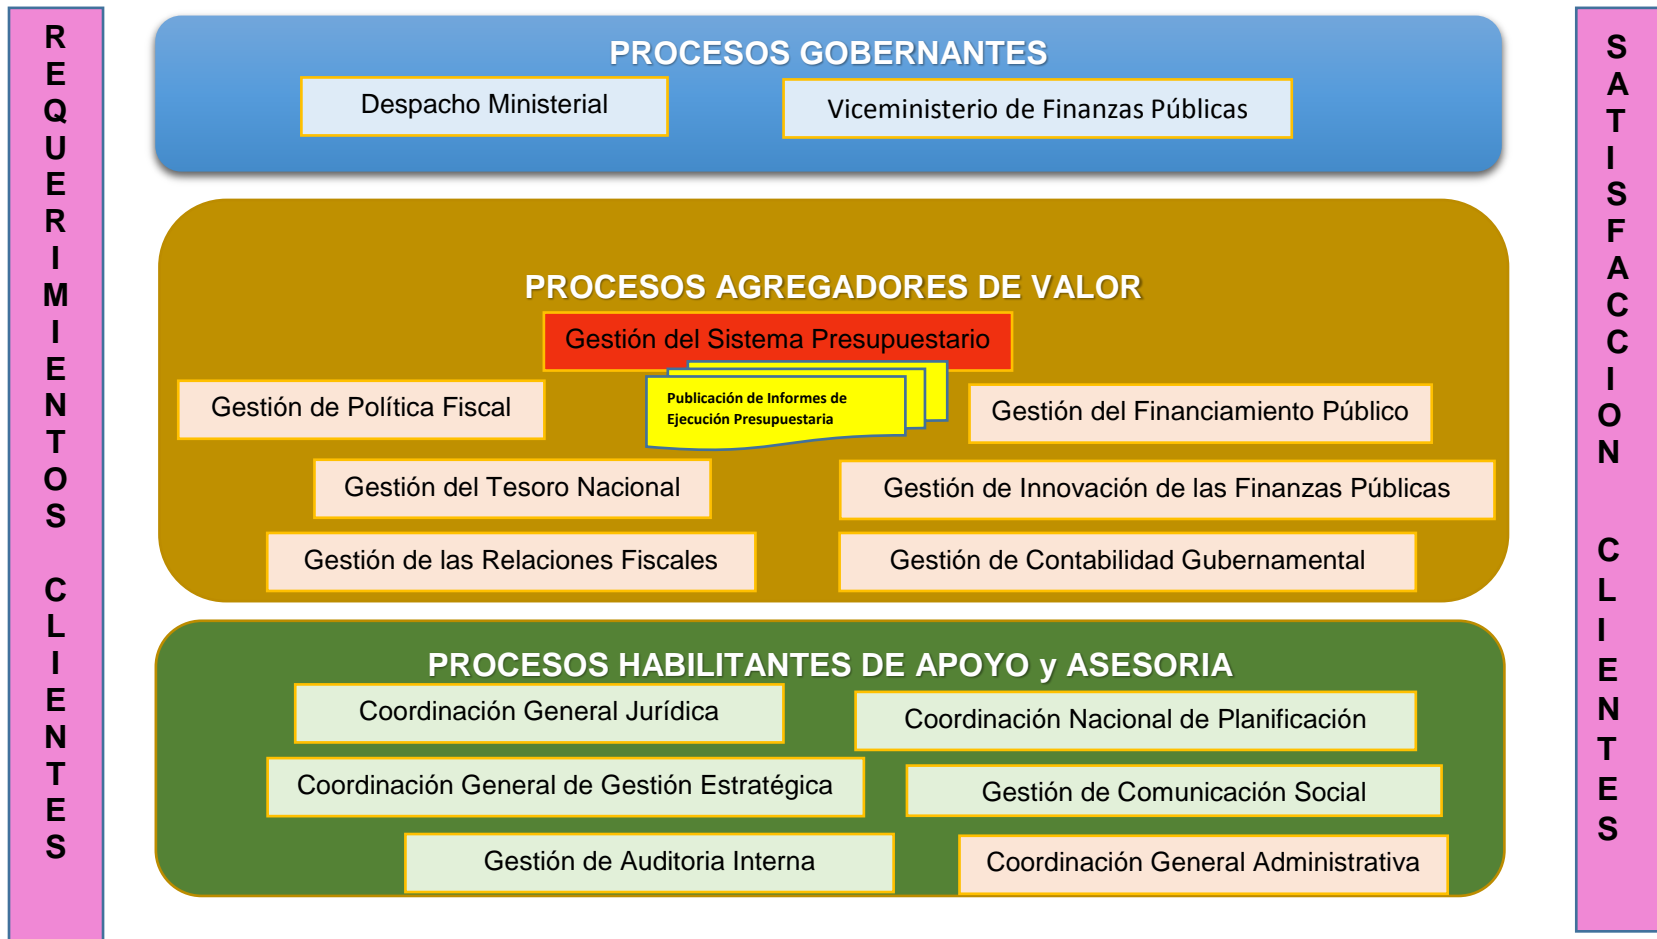 REQUERIMIENTOS CLIENTES
PROCESOS GOBERNANTES
Despacho Ministerial
Viceministerio de Finanzas Públicas
PROCESOS AGREGADORES DE VALOR
Gestión del Sistema Presupuestario
Publicación de Informes de
Ejecución Presupuestaria
Gestión de Política Fiscal
Gestión del Financiamiento Público
Gestión del Tesoro Nacional
Gestión de Innovación de las Finanzas Públicas
Gestión de las Relaciones Fiscales
Gestión de Contabilidad Gubernamental
PROCESOS HABILITANTES DE APOYO y ASESORIA
Coordinación General Jurídica
Coordinación Nacional de Planificación
Coordinación General de Gestión Estratégica
Gestión de Comunicación Social
Gestión de Auditoria Interna
Coordinación General Administrativa
SATISFACCION CLIENTES